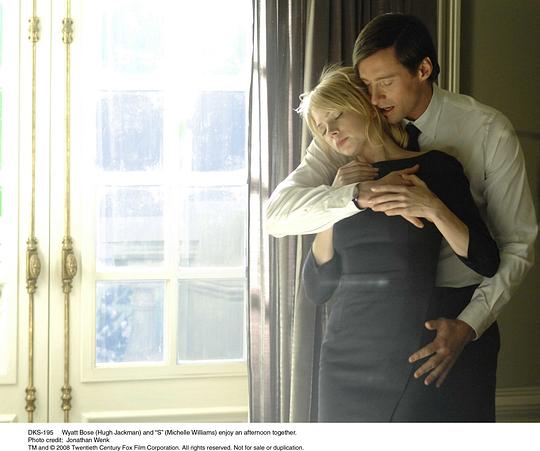 DKS-195 Wyatt Bose (Hugh Jackman) and "S" (Michelle Williams) enjoy an afternoon together.
Photo credit: Jonathan Wenk
TM and © 2008 Twentieth Century Fox Film Corporation. All rights reserved. Not for sale or duplication.